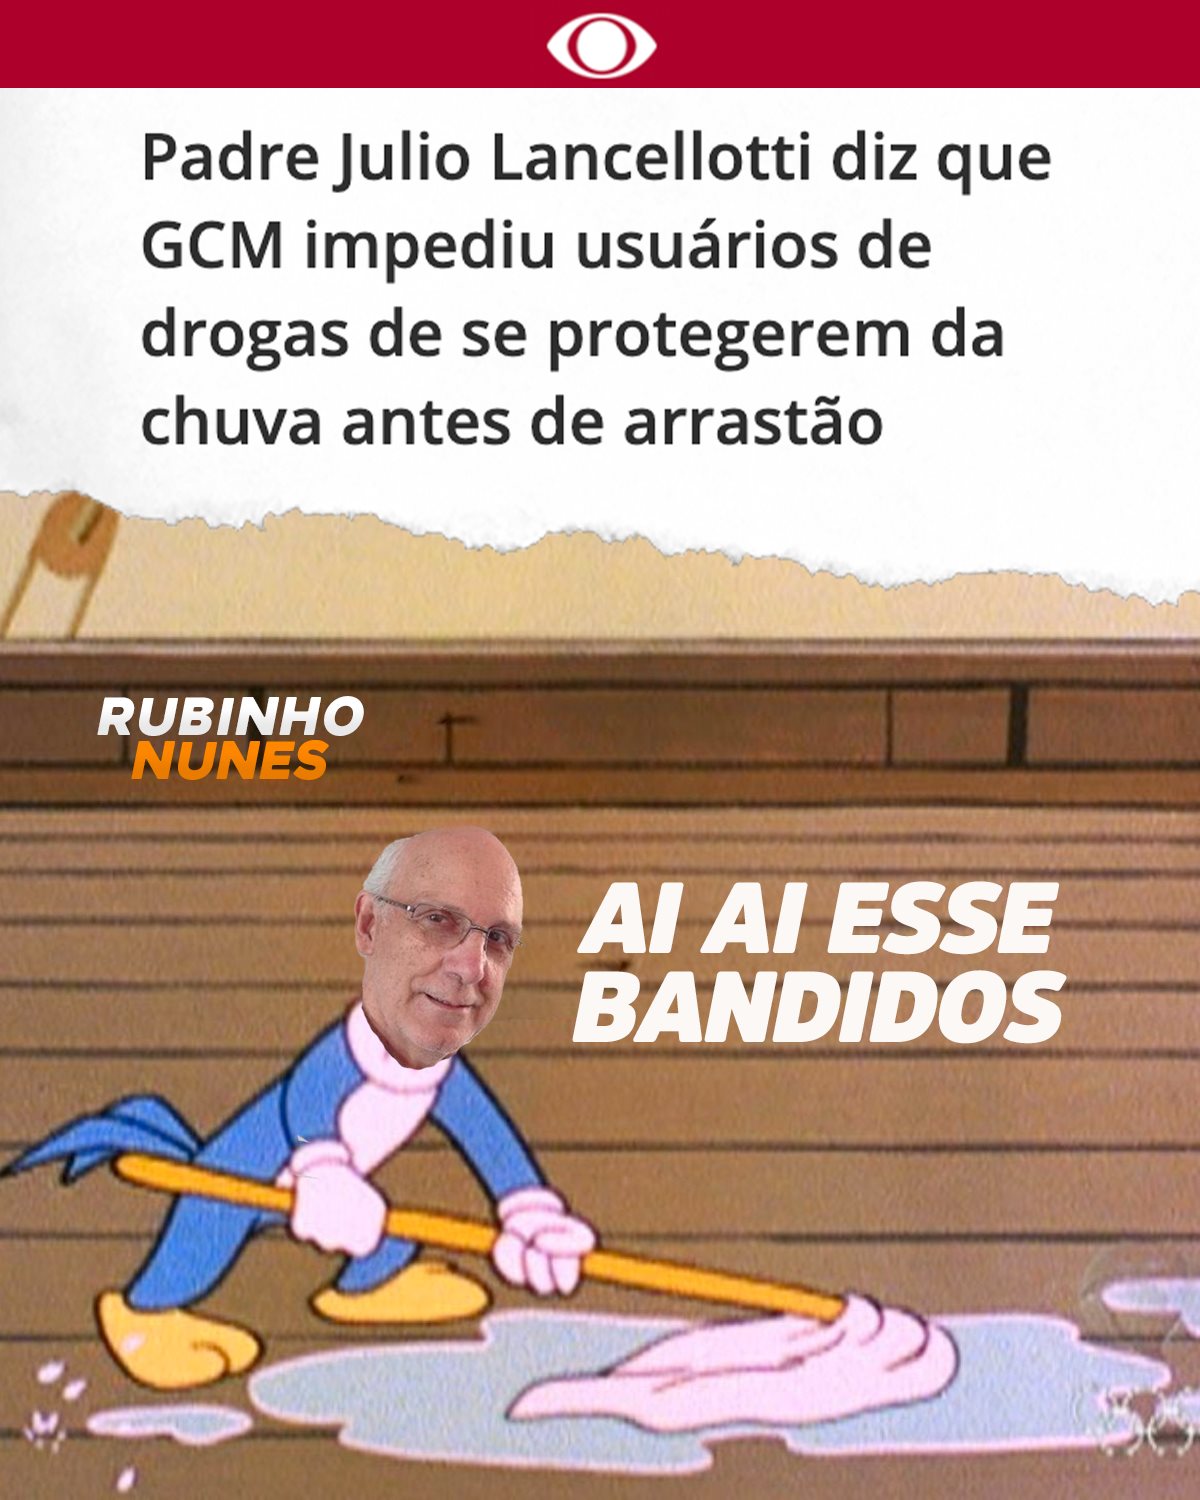 Padre Julio Lancellotti diz que
GCM impediu usuários de
drogas de se protegerem da
chuva antes de arrastão
RUBINHO
NUNES
AI AI ESSE
BANDIDOS